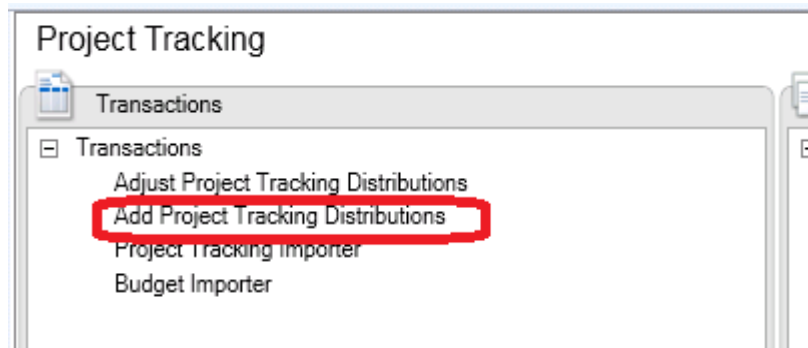 Project Tracking
Transactions
Transactions
Adjust Project Tracking Distributions
Add Project Tracking Distributions
Project Tracking Importer
Budget Importer